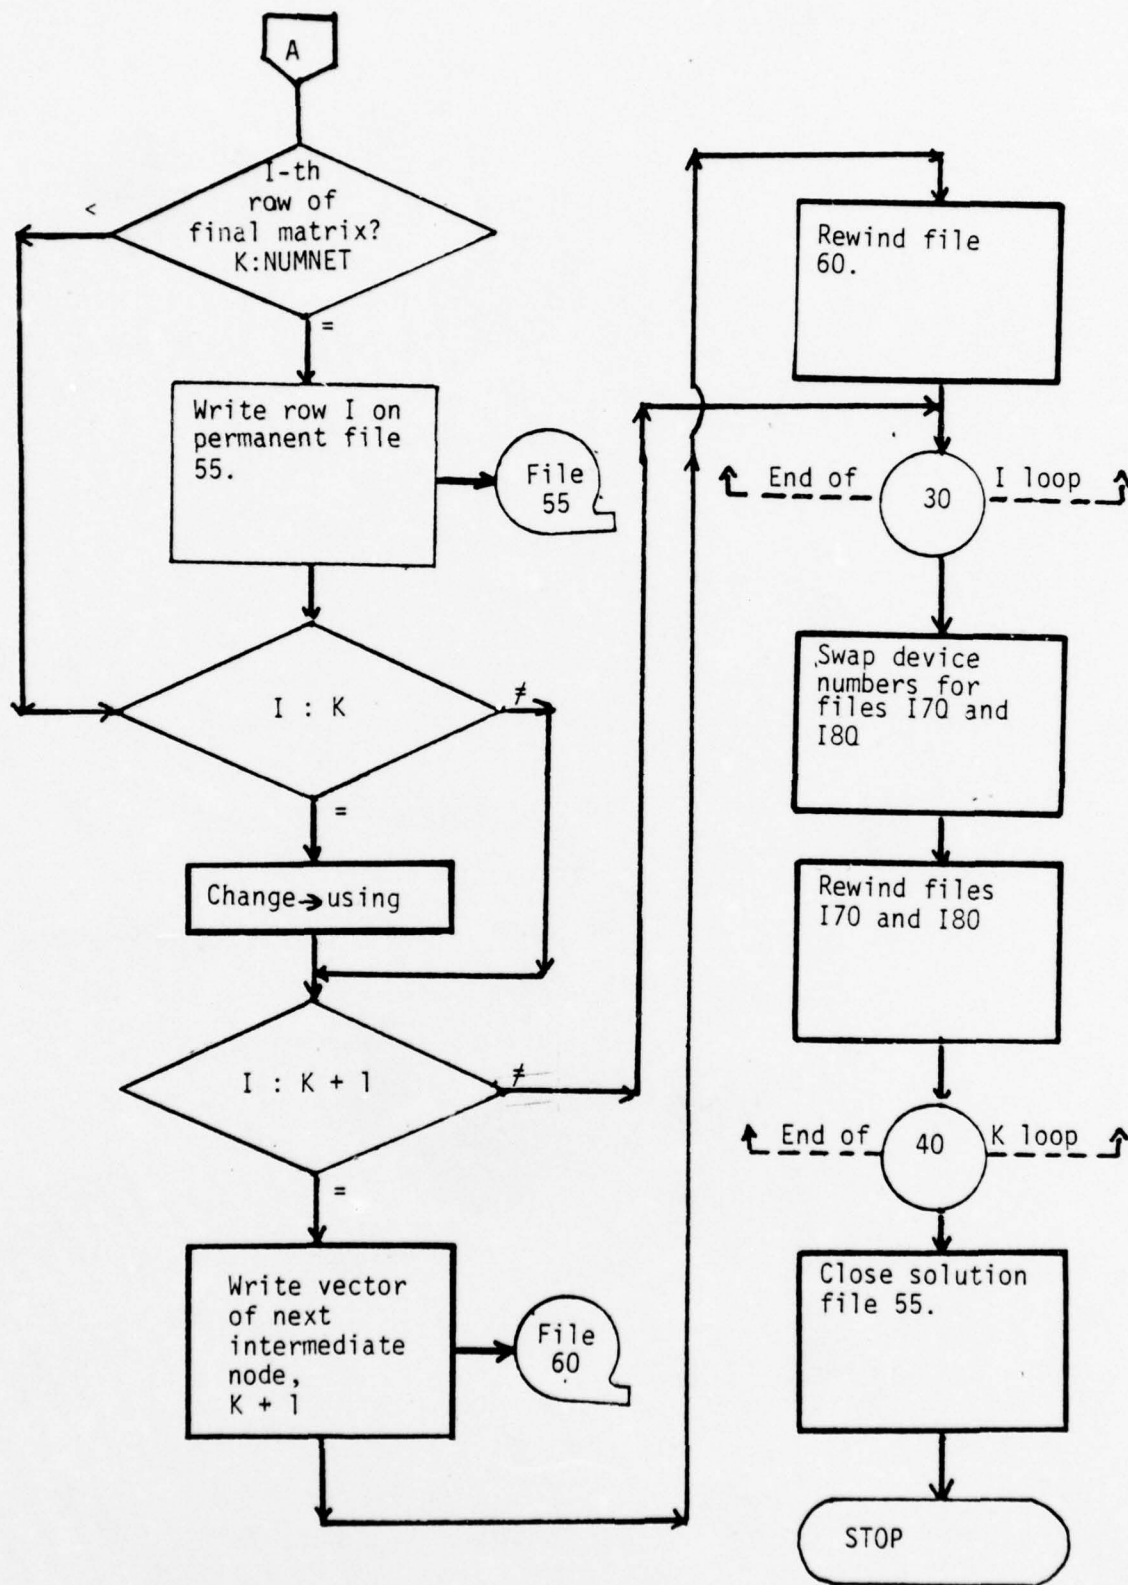 A
I-th
row of
final matrix?
K:NUMNET
<
=
Write row I on
permanent file
55.
File
55
I : K
≠
=
Change→using
I : K + 1
≠
=
Write vector
of next
intermediate
node,
K + 1
File
60
Rewind file
60.
End of
30
I loop
Swap device
numbers for
files I7Q and
I8Q
Rewind files
I70 and I80
End of
40
K loop
Close solution
file 55.
STOP